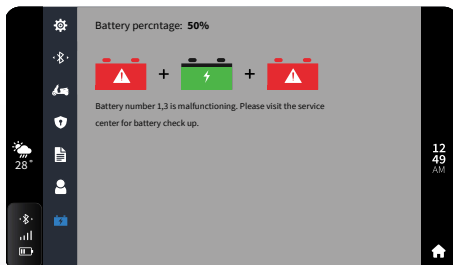 Battery percntage: 50%
+ +
Battery number 1,3 is malfunctioning. Please visit the service
center for battery check up.
28°
12
49
AM